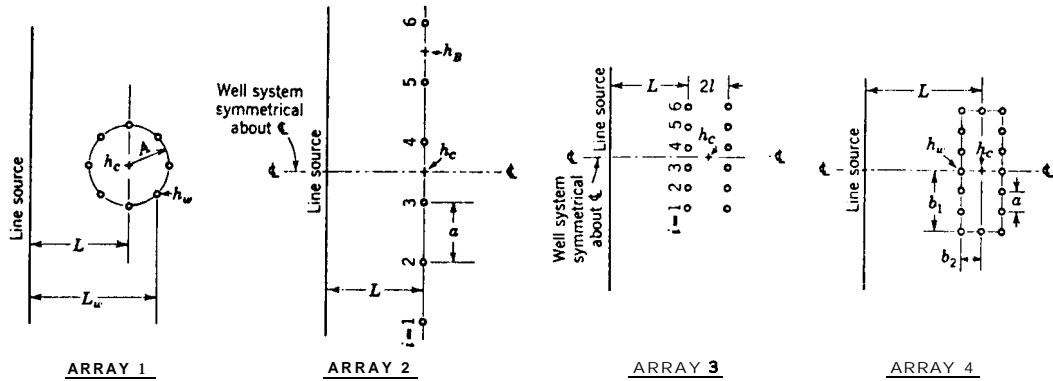 Line source
h_c
A
h_w
L
L_w
ARRAY 1
Well system
symmetrical
about ℄
℄
℄
Line source
6
h_B
5
4
h_C
3
a
2
L
i=1
ARRAY 2
Line source
L
2l
6
5
4
3
2
i=1
h_C
℄
℄
Well system
symmetrical
about ℄
ARRAY 3
Line source
L
h_w
h_C
℄
b_1
a
b_2
ARRAY 4